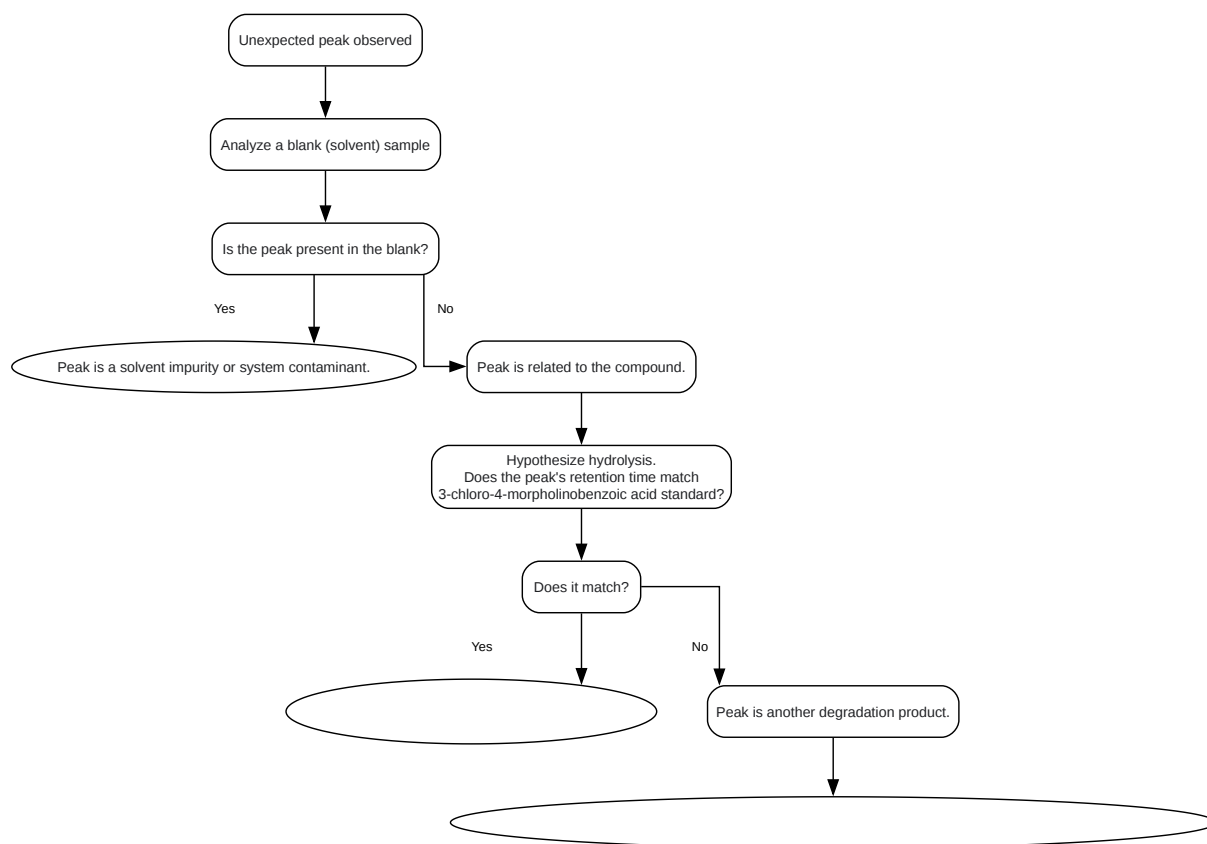 Unexpected peak observed
Analyze a blank (solvent) sample
Is the peak present in the blank?
Yes
No
Peak is a solvent impurity or system contaminant.
Peak is related to the compound.
Hypothesize hydrolysis.
Does the peak's retention time match
3-chloro-4-morpholinobenzoic acid standard?
Does it match?
Yes
No
Peak is another degradation product.